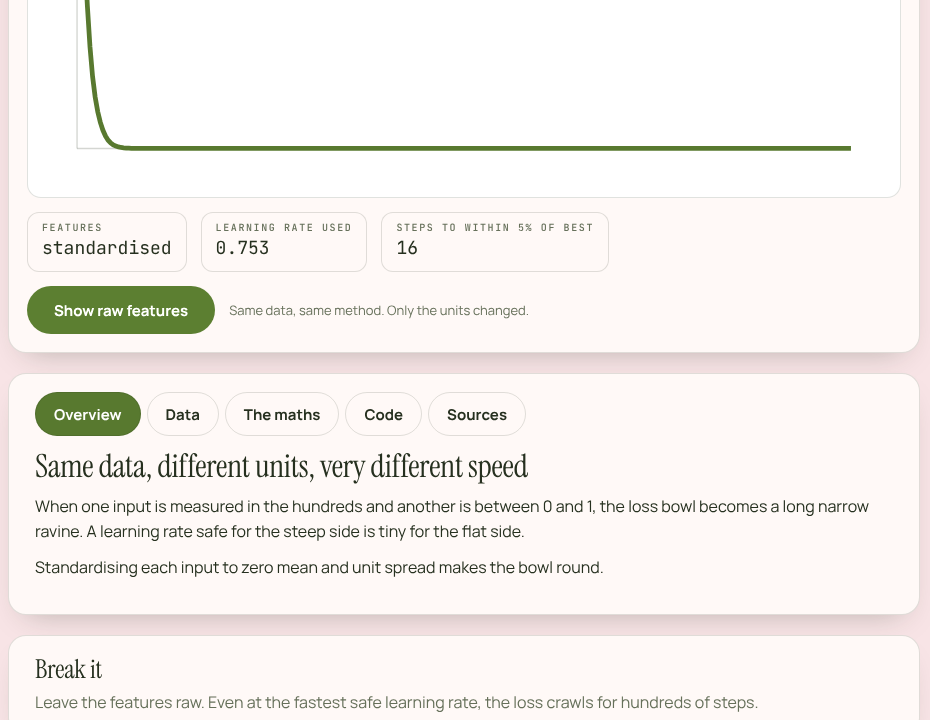 FEATURES
standardised
LEARNING RATE USED
0.753
STEPS TO WITHIN 5% OF BEST
16
Show raw features
Same data, same method. Only the units changed.
Overview
Data
The maths
Code
Sources
Same data, different units, very different speed
When one input is measured in the hundreds and another is between 0 and 1, the loss bowl becomes a long narrow
ravine. A learning rate safe for the steep side is tiny for the flat side.
Standardising each input to zero mean and unit spread makes the bowl round.
Break it
Leave the features raw. Even at the fastest safe learning rate, the loss crawls for hundreds of steps.